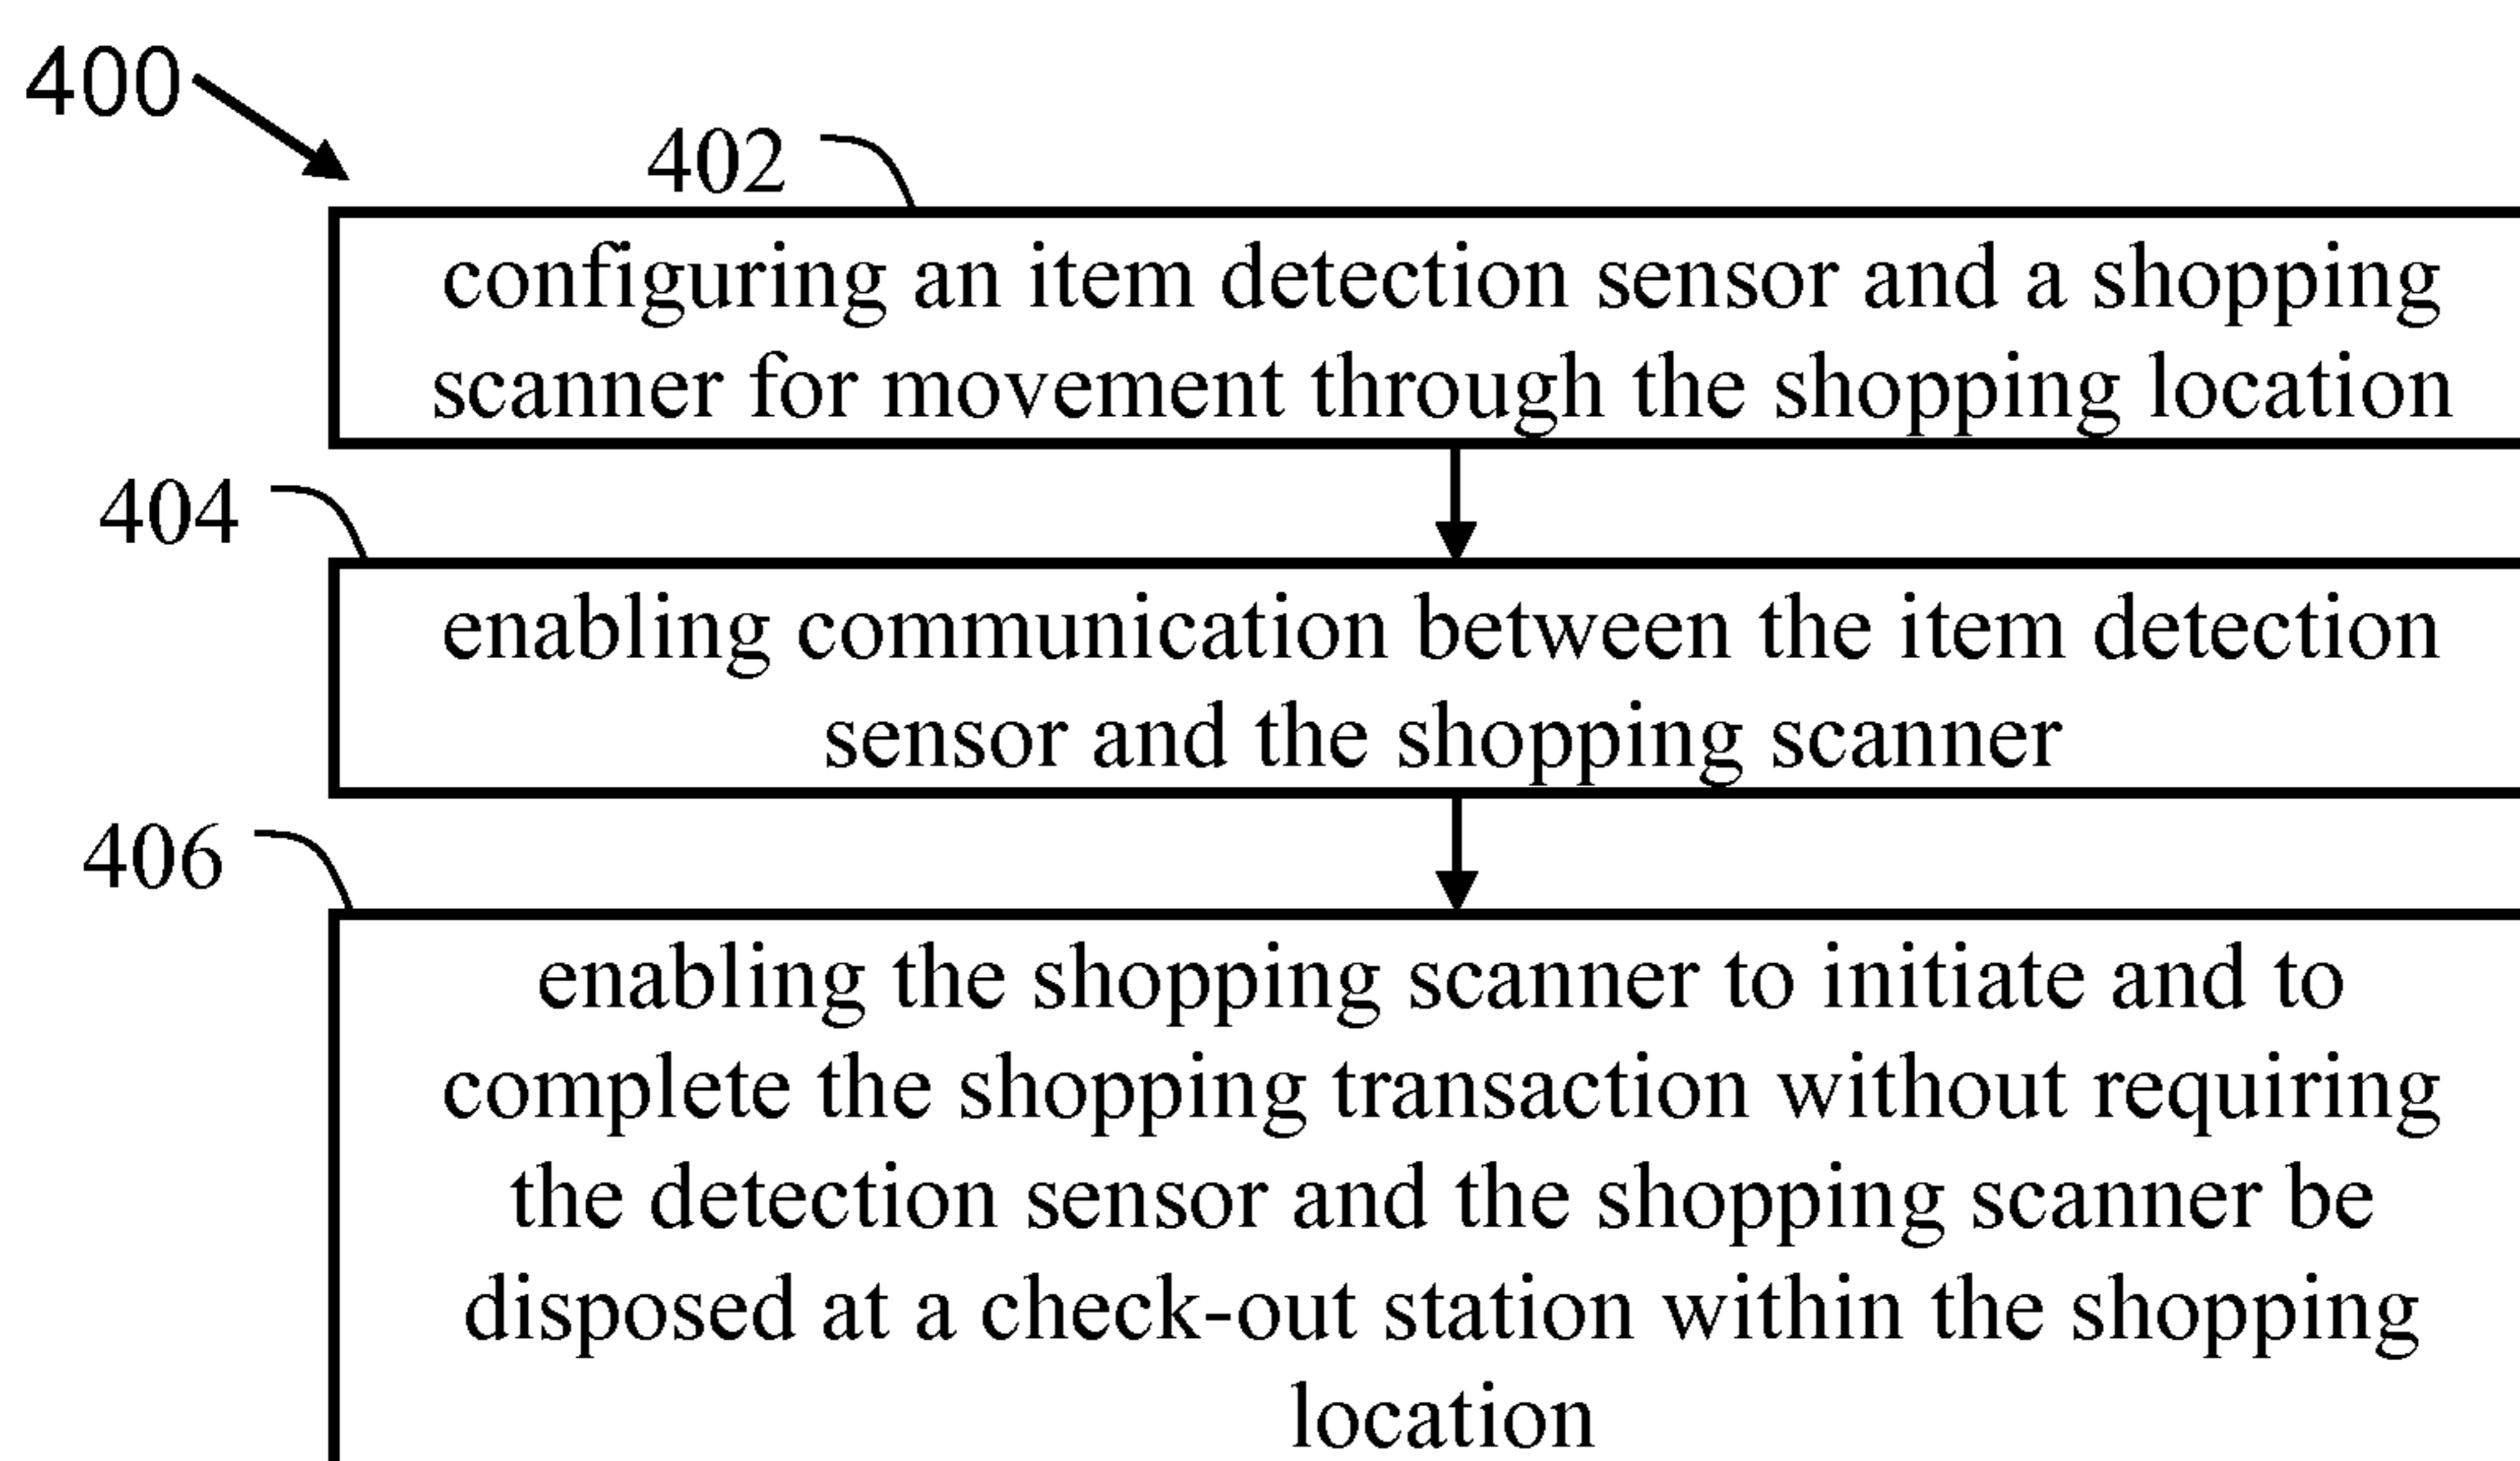 400
402
configuring an item detection sensor and a shopping
scanner for movement through the shopping location
404
enabling communication between the item detection
sensor and the shopping scanner
406
enabling the shopping scanner to initiate and to
complete the shopping transaction without requiring
the detection sensor and the shopping scanner be
disposed at a check-out station within the shopping
location